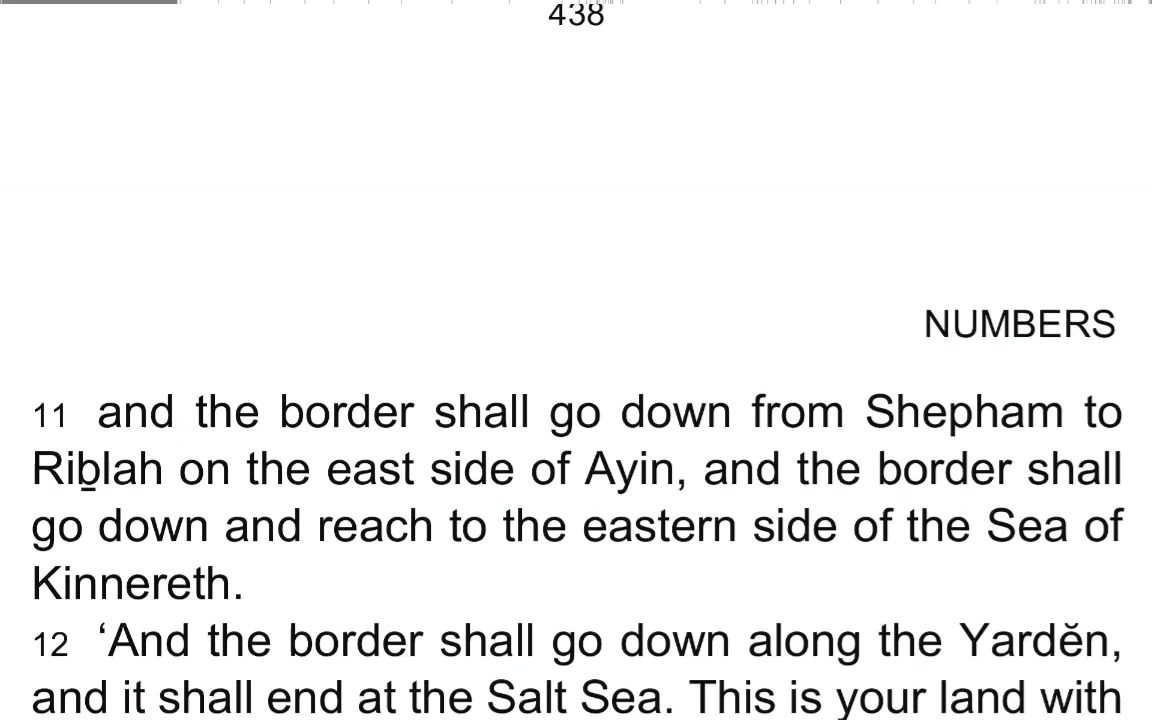 438
NUMBERS
11 and the border shall go down from Shepham to
Riḇlah on the east side of Ayin, and the border shall
go down and reach to the eastern side of the Sea of
Kinnereth.
12 ‘And the border shall go down along the Yardĕn,
and it shall end at the Salt Sea. This is your land with